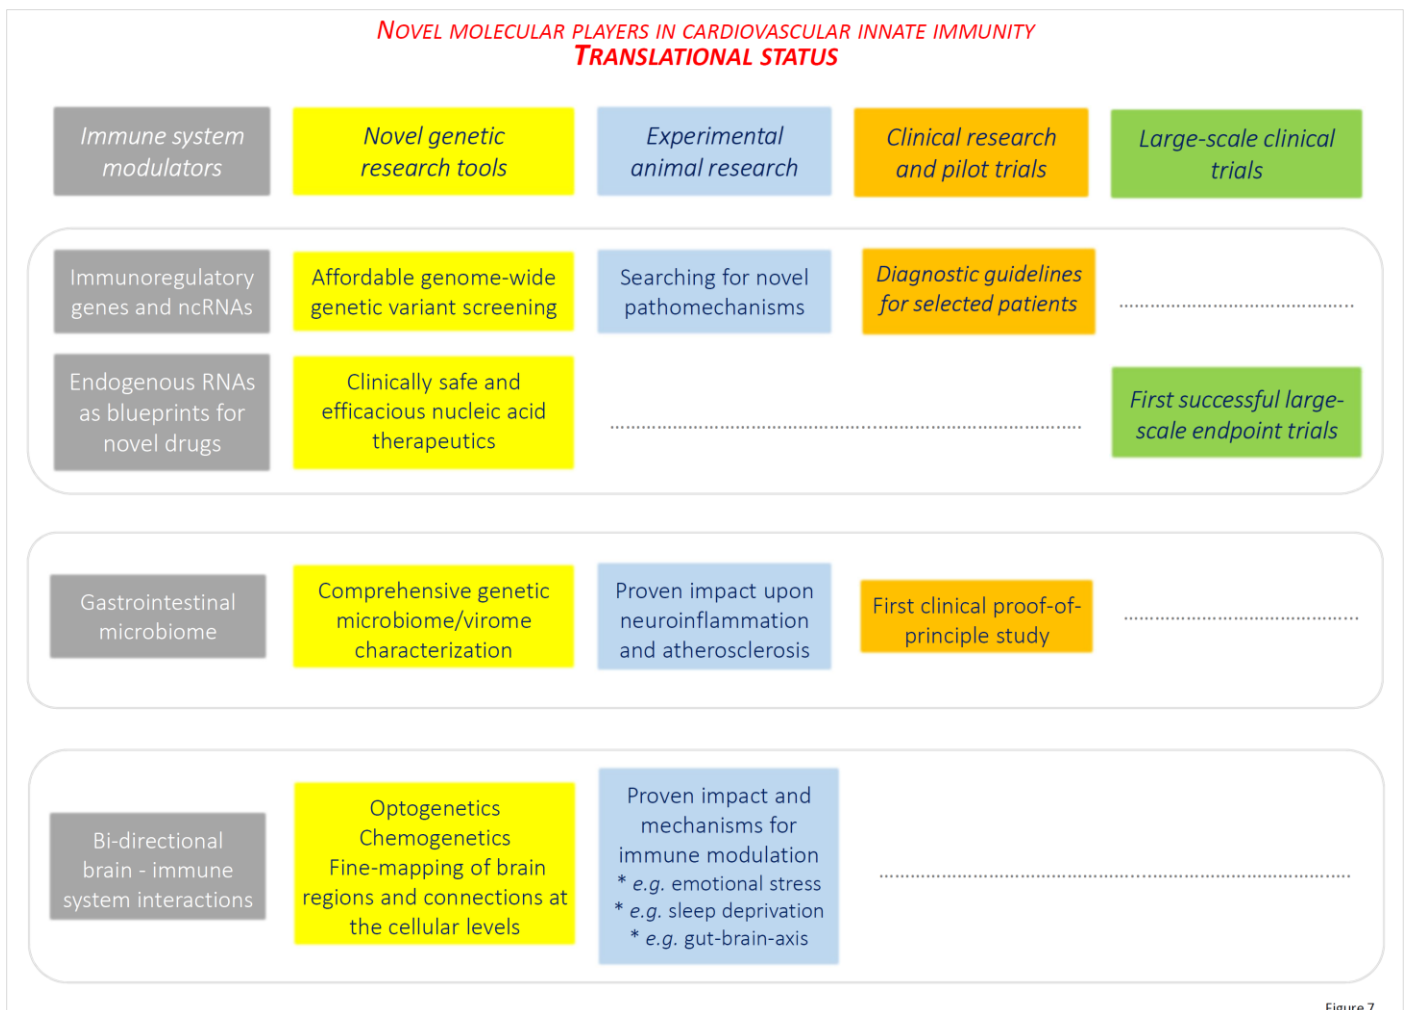 NOVEL MOLECULAR PLAYERS IN CARDIOVASCULAR INNATE IMMUNITY
TRANSLATIONAL STATUS
Immune system
modulators
Novel genetic
research tools
Experimental
animal research
Clinical research
and pilot trials
Large-scale clinical
trials
Immunoregulatory
genes and ncRNAs
Affordable genome-wide
genetic variant screening
Searching for novel
pathomechanisms
Diagnostic guidelines
for selected patients
Endogenous RNAs
as blueprints for
novel drugs
Clinically safe and
efficacious nucleic acid
therapeutics
First successful large-
scale endpoint trials
Gastrointestinal
microbiome
Comprehensive genetic
microbiome/virome
characterization
Proven impact upon
neuroinflammation
and atherosclerosis
First clinical proof-of-
principle study
Bi-directional
brain - immune
system interactions
Optogenetics
Chemogenetics
Fine-mapping of brain
regions and connections at
the cellular levels
Proven impact and
mechanisms for
immune modulation
* e.g. emotional stress
* e.g. sleep deprivation
* e.g. gut-brain-axis
Figure 7